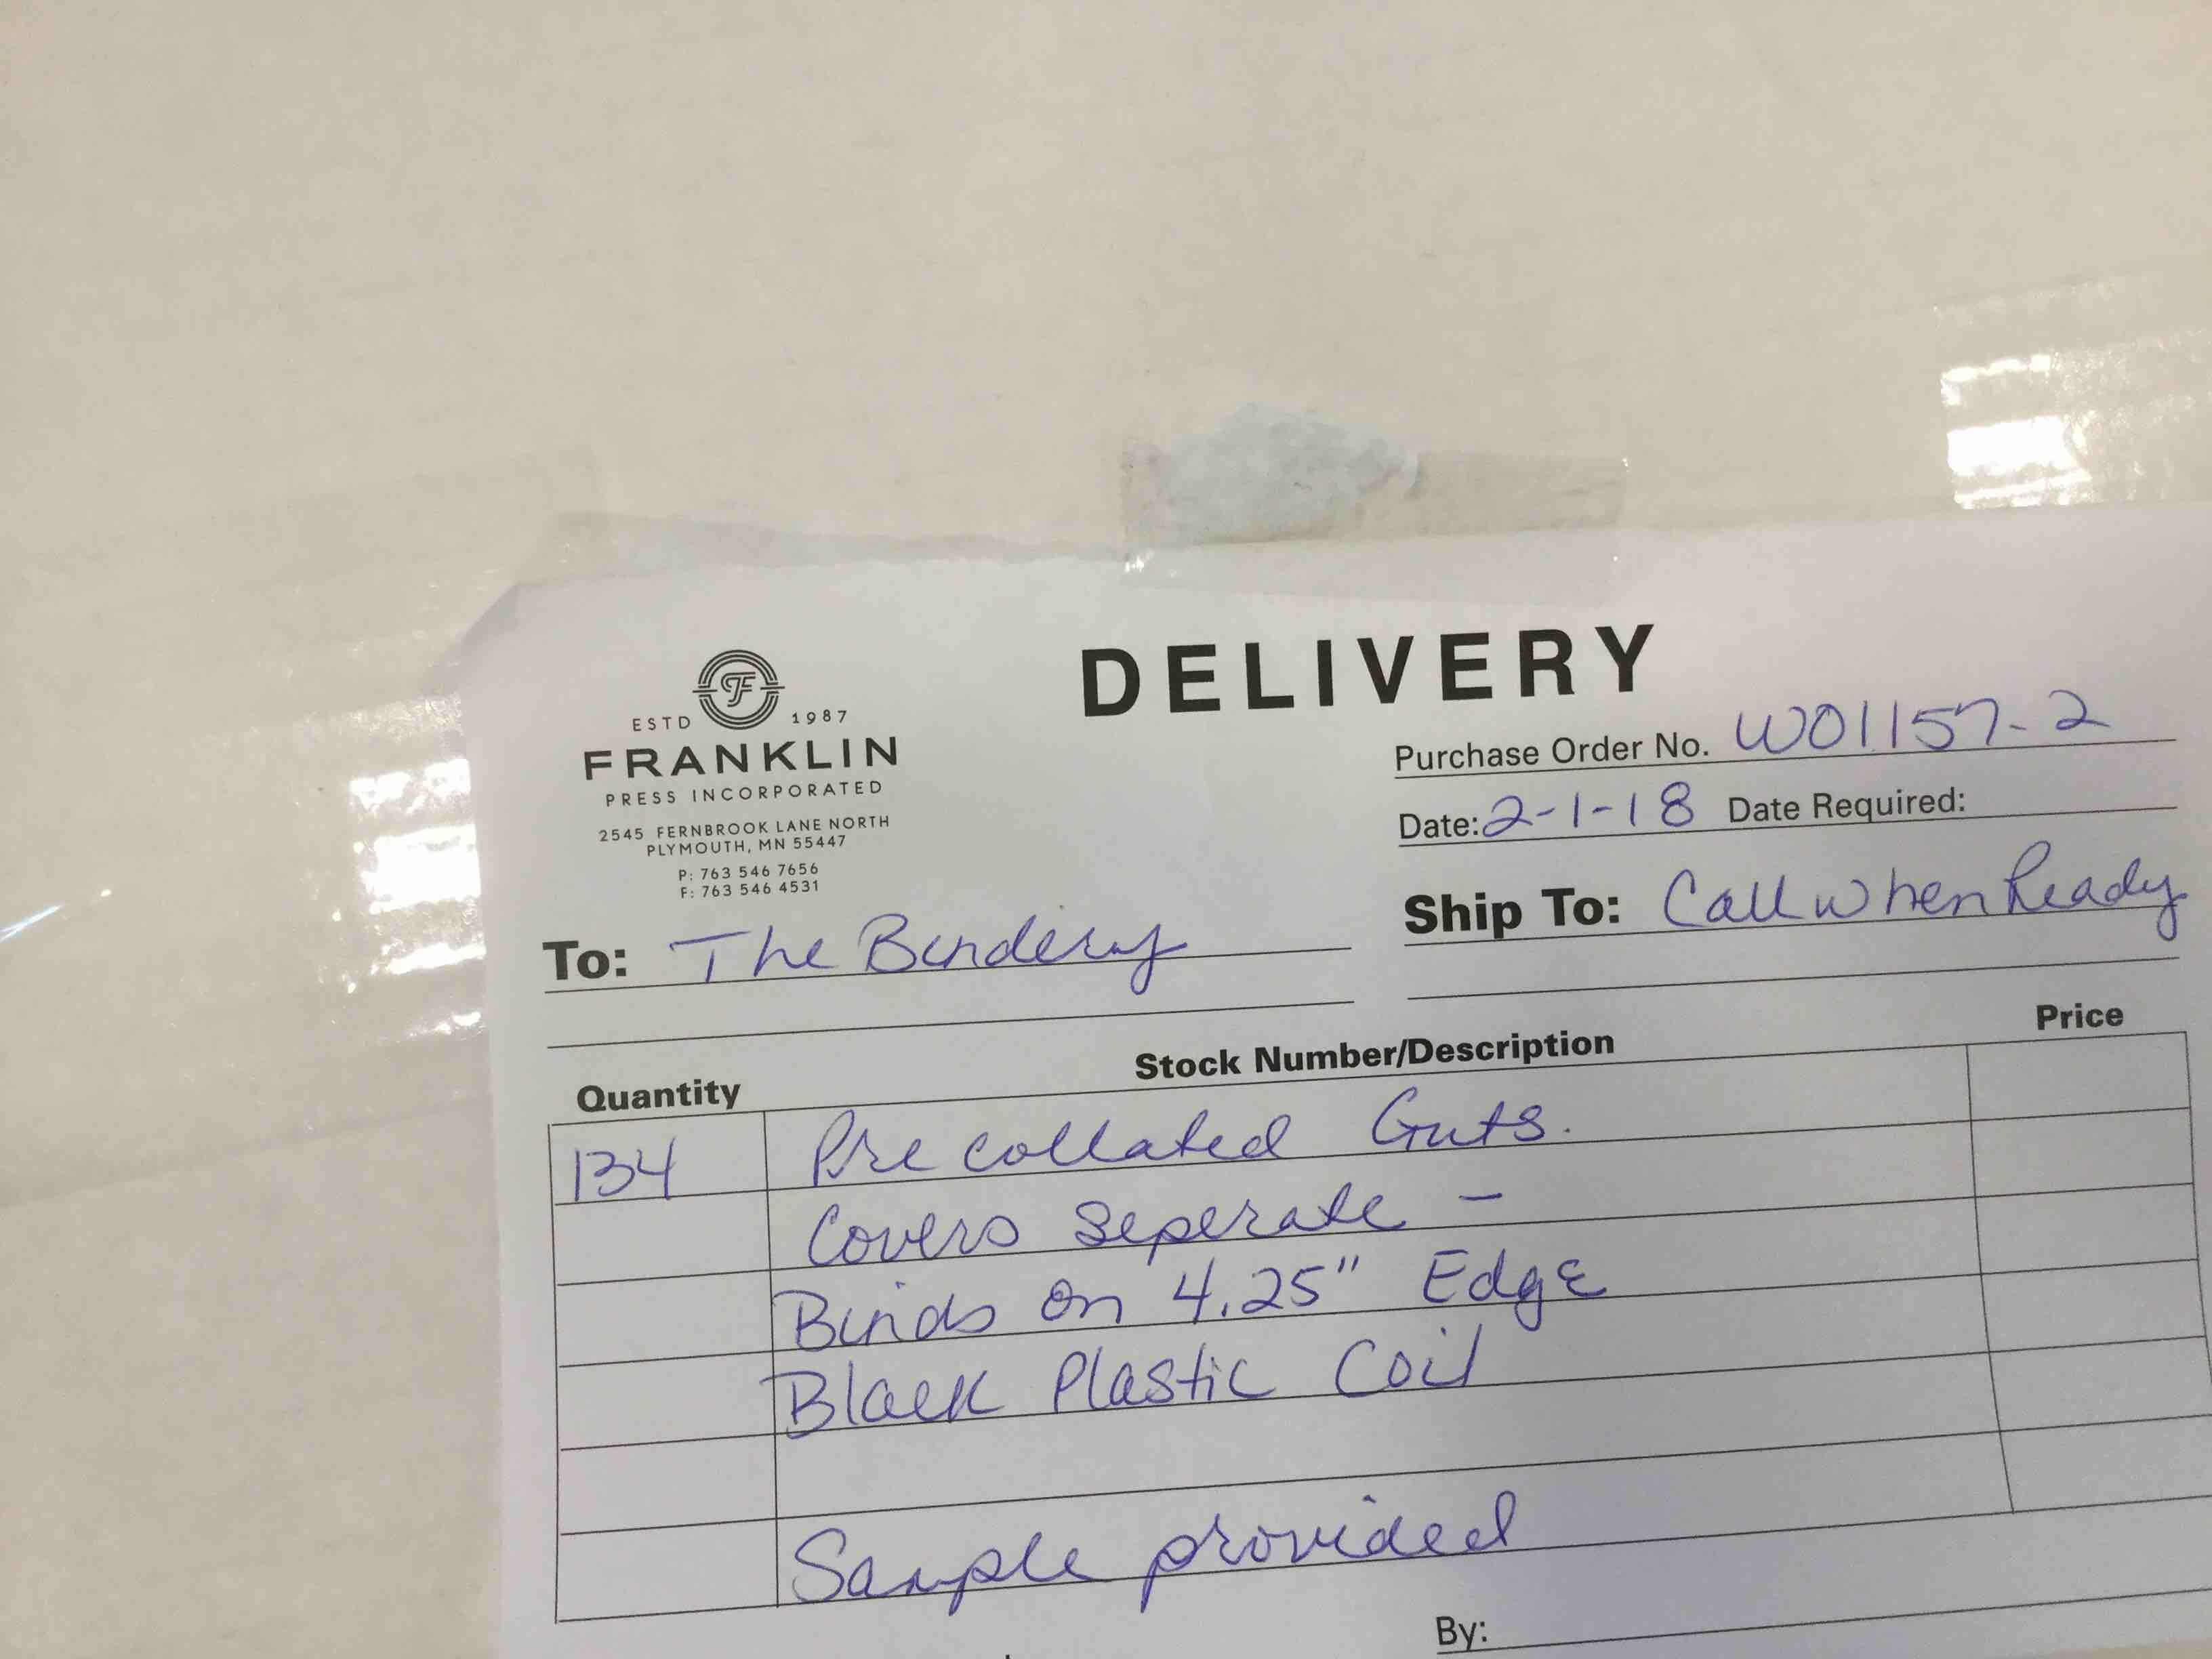 DELIVERY
ESTD 1987
FRANKLIN
PRESS INCORPORATED
2545 FERNBROOK LANE NORTH
PLYMOUTH, MN 55447
P: 763 546 7656
F: 763 546 4531
Purchase Order No. W01157-2
Date: 2-1-18 Date Required:
To: The Bindery
Ship To: Call when Ready
Quantity Stock Number/Description Price
134 Pre collated Guts.
Covers Seperate -
Binds on 4.25" Edge
Black Plastic Coil
Sample provided
By: